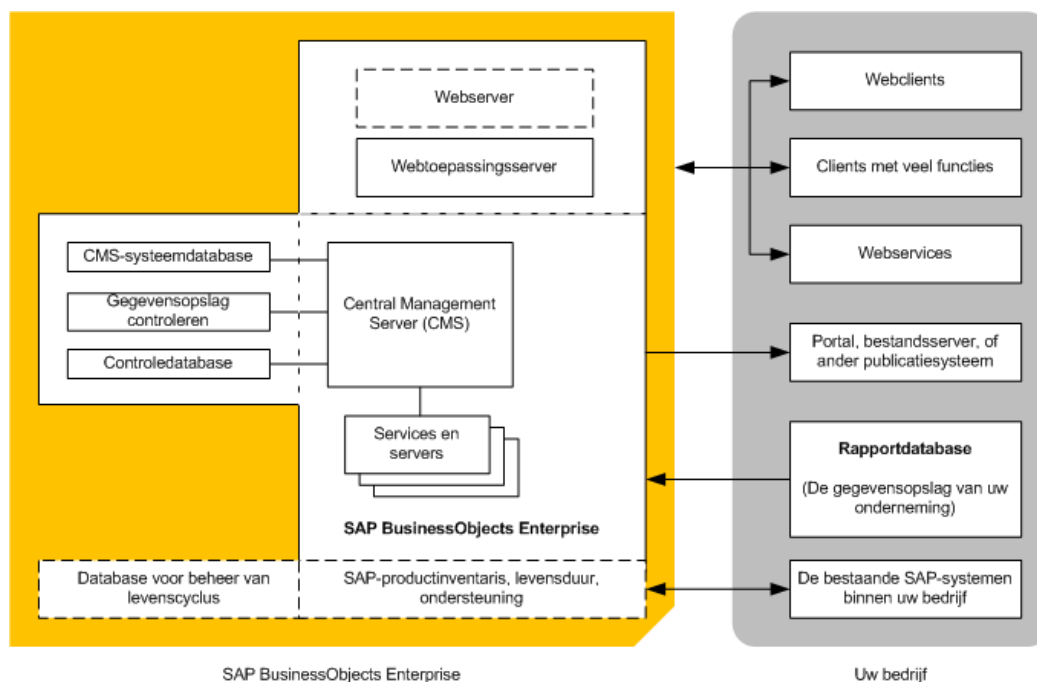 Webserver
Webtoepassingsserver
CMS-systeemdatabase
Gegevensopslag
controleren
Controledatabase
Central Management
Server (CMS)
Services en
servers
SAP BusinessObjects Enterprise
Database voor beheer van
levenscyclus
SAP-productinventaris, levensduur,
ondersteuning
SAP BusinessObjects Enterprise
Webclients
Clients met veel functies
Webservices
Portal, bestandsserver, of
ander publicatiesysteem
Rapportdatabase
(De gegevensopslag van uw
onderneming)
De bestaande SAP-systemen
binnen uw bedrijf
Uw bedrijf